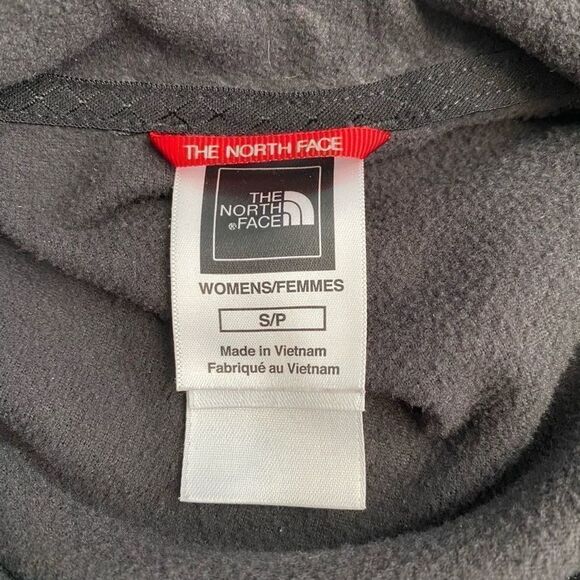 THE NORTH FACE
THE
NORTH
®FACE
WOMENS/FEMMES
S/P
Made in Vietnam
Fabriqué au Vietnam